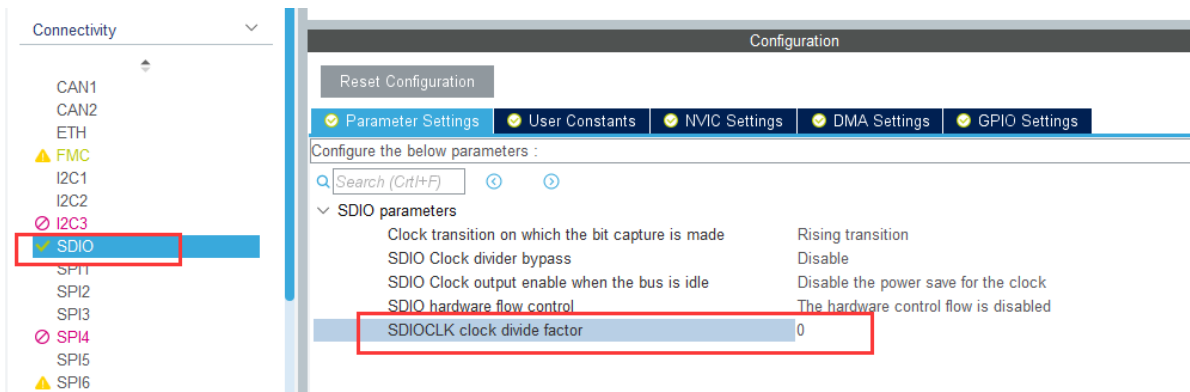 Connectivity
CAN1
CAN2
ETH
FMC
I2C1
I2C2
I2C3
SDIO
SPI1
SPI2
SPI3
SPI4
SPI5
SPI6
Configuration
Reset Configuration
Parameter Settings User Constants NVIC Settings DMA Settings GPIO Settings
Configure the below parameters :
Search (Crtl+F)
SDIO parameters
Clock transition on which the bit capture is made Rising transition
SDIO Clock divider bypass Disable
SDIO Clock output enable when the bus is idle Disable the power save for the clock
SDIO hardware flow control The hardware control flow is disabled
SDIOCLK clock divide factor 0